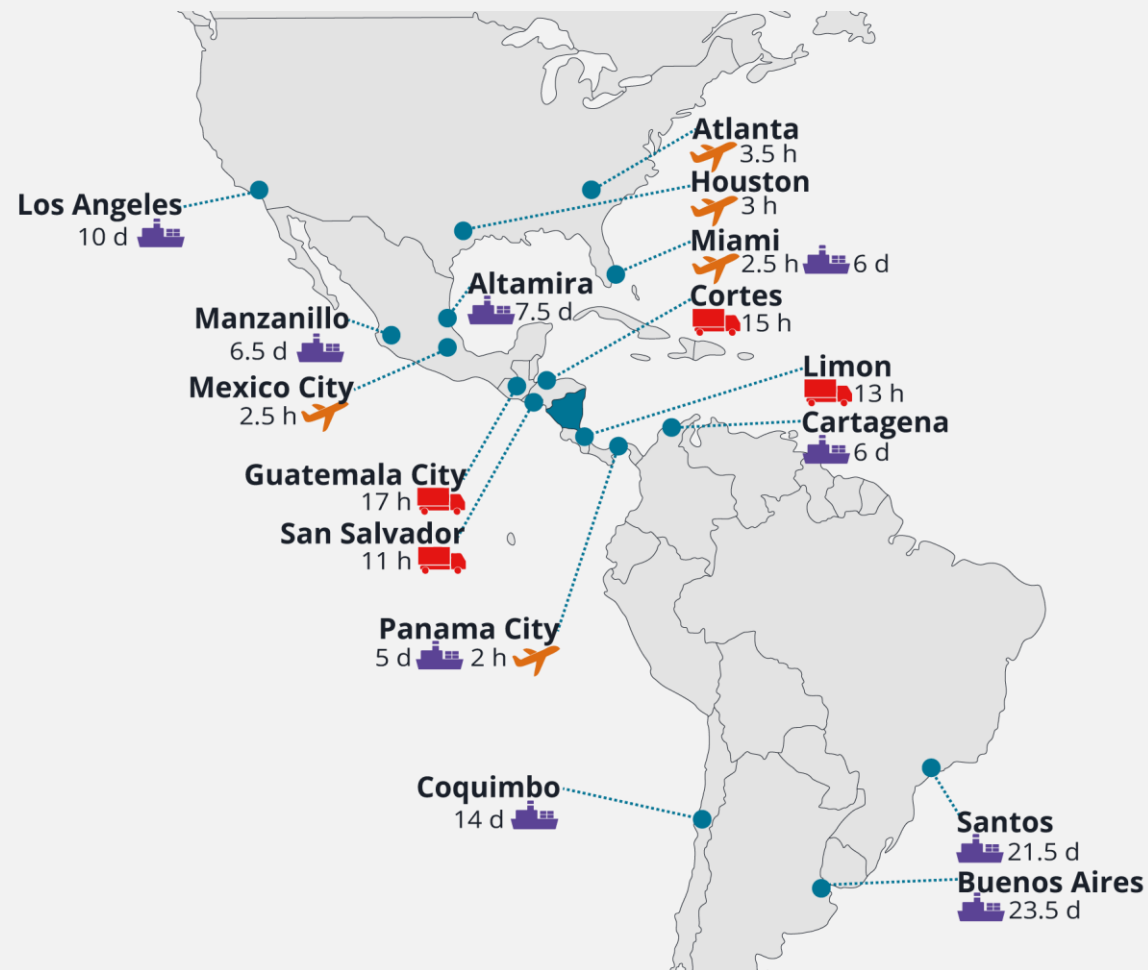 Atlanta
3.5 h
Houston
3 h
Los Angeles
10 d
Miami
2.5 h 6 d
Altamira
7.5 d
Cortes
15 h
Manzanillo
6.5 d
Mexico City
2.5 h
Limon
13 h
Cartagena
6 d
Guatemala City
17 h
San Salvador
11 h
Panama City
5 d 2 h
Coquimbo
14 d
Santos
21.5 d
Buenos Aires
23.5 d